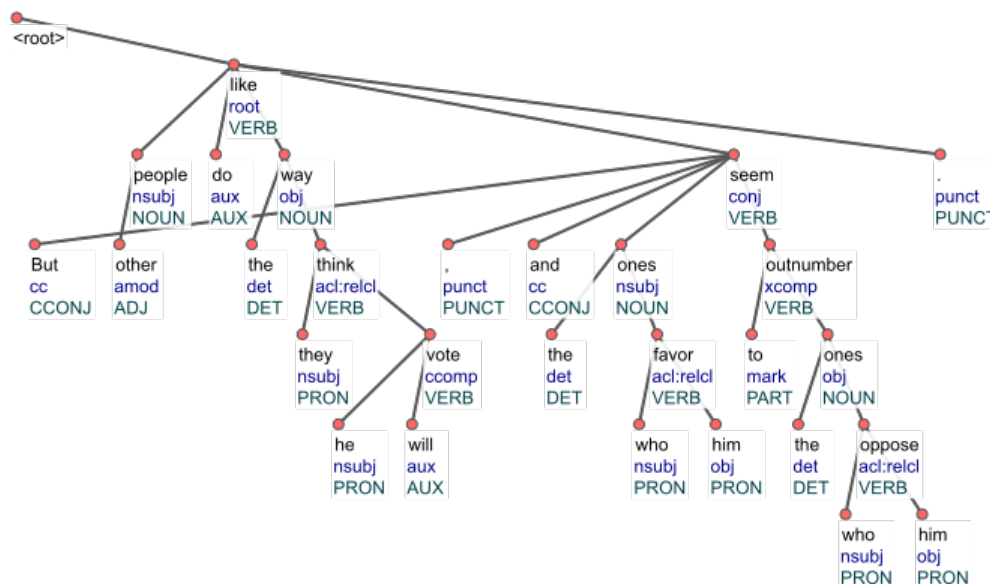 <root>
like
root
VERB
people do way seem .
nsubj aux obj conj punct
NOUN AUX NOUN VERB PUNCT
But other the think , and ones outnumber
cc amod det acl:relcl punct cc nsubj xcomp
CCONJ ADJ DET VERB PUNCT CCONJ NOUN VERB
they vote the favor to ones
nsubj ccomp det acl:relcl mark obj
PRON VERB DET VERB PART NOUN
he will who him the oppose
nsubj aux nsubj obj det acl:relcl
PRON AUX PRON PRON DET VERB
who him
nsubj obj
PRON PRON